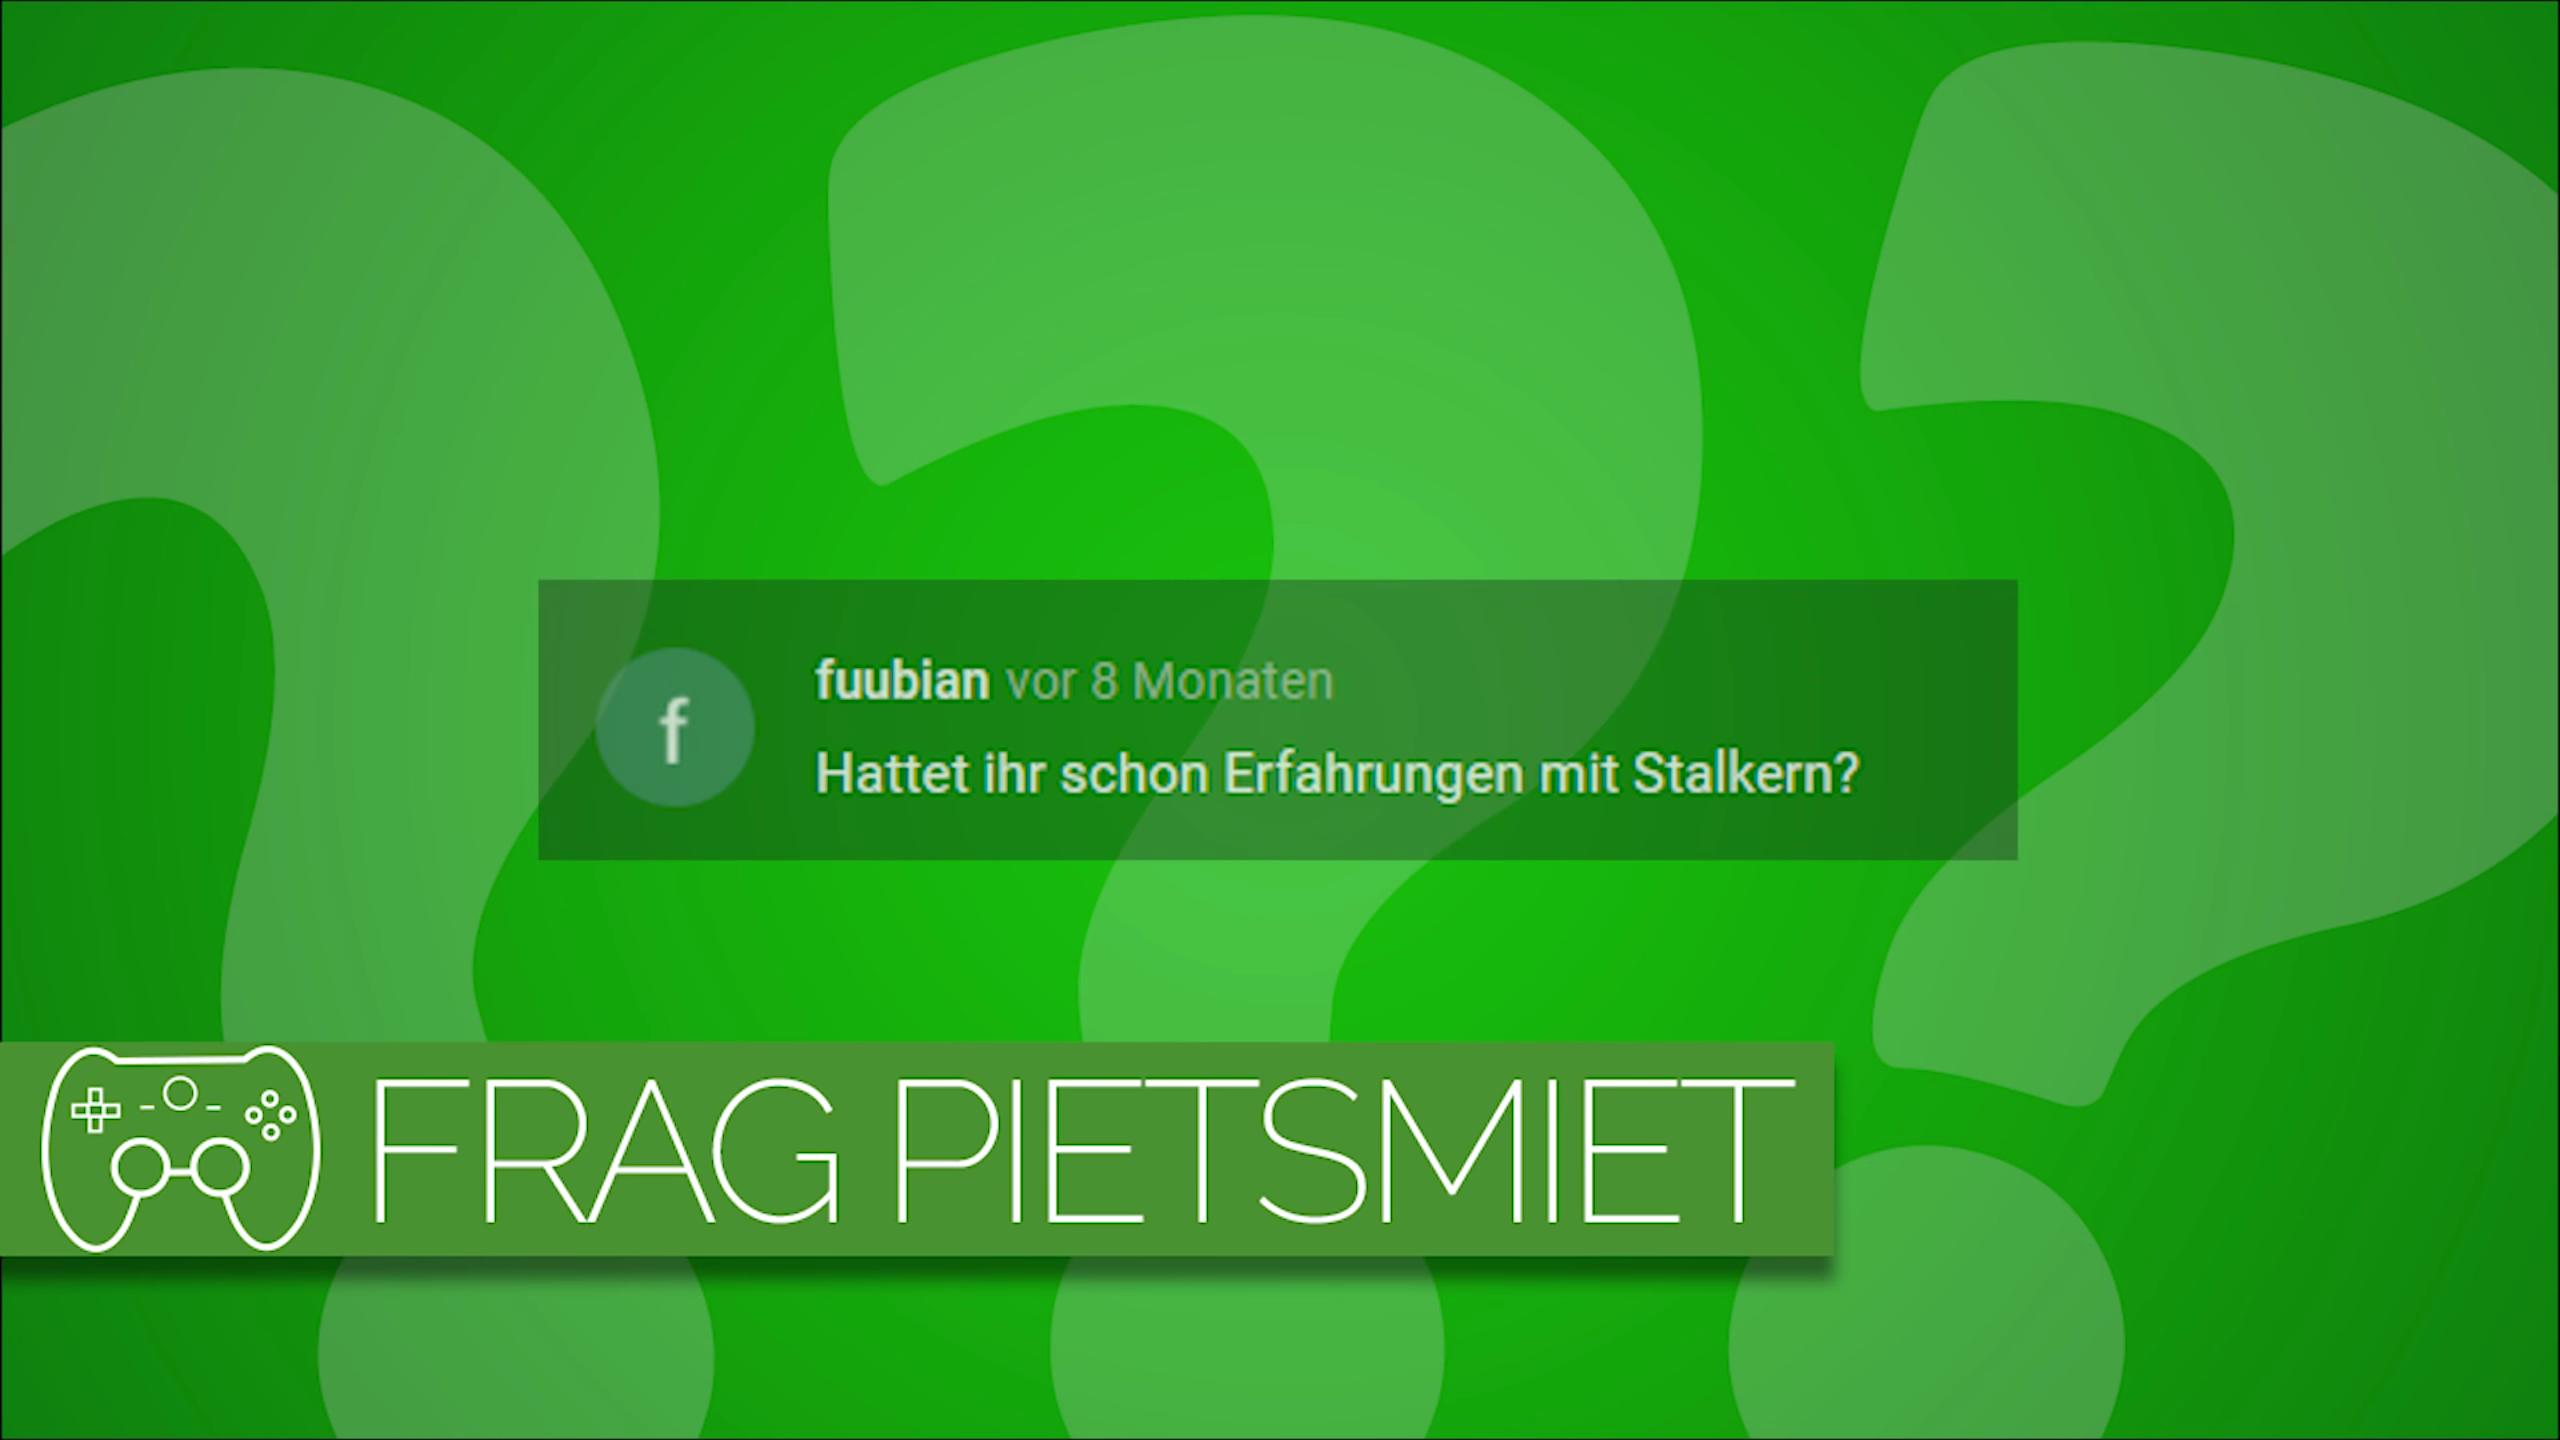 f
fuubian vor 8 Monaten
Hattet ihr schon Erfahrungen mit Stalkern?
FRAG PIETSMIET